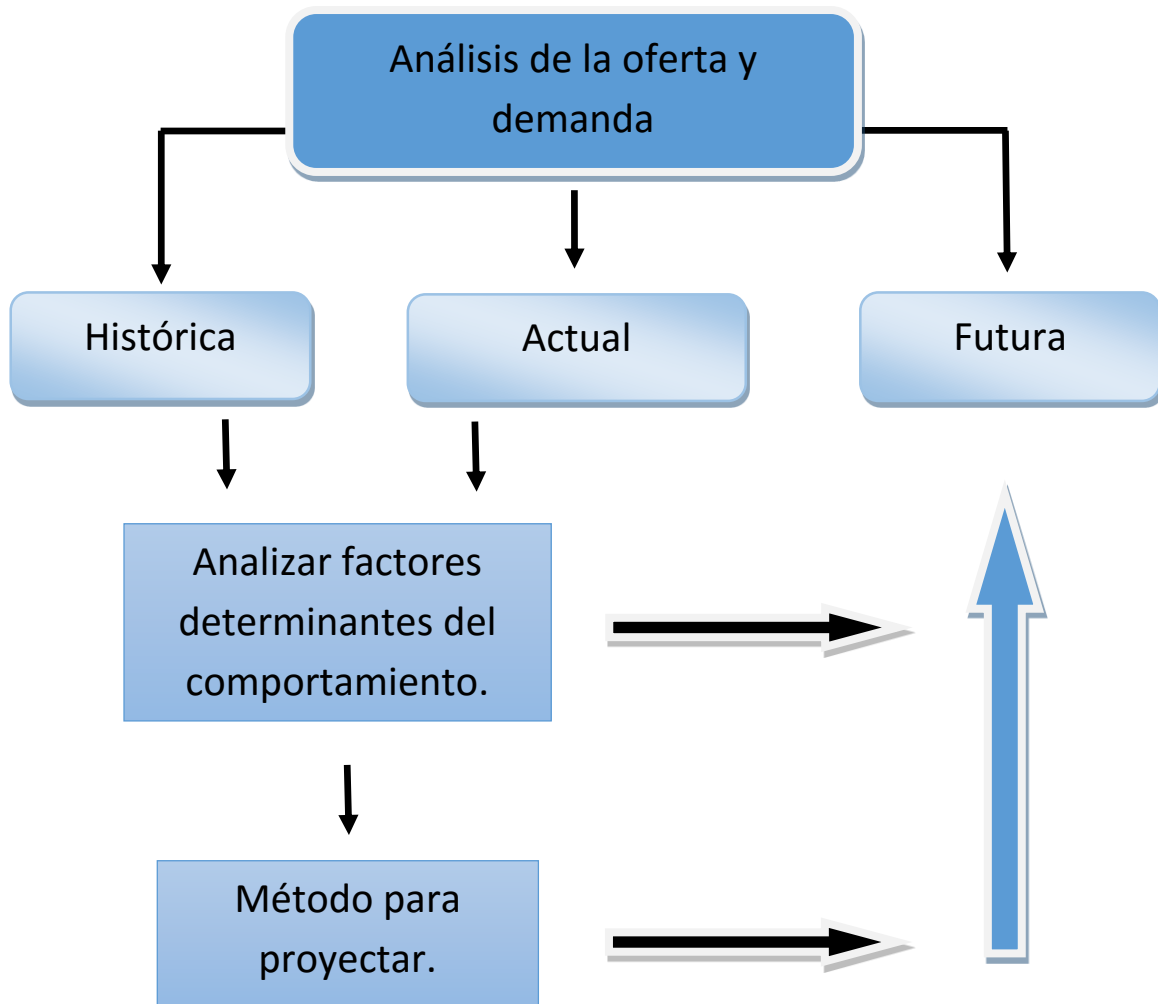 Análisis de la oferta y
demanda
Histórica
Actual
Futura
Analizar factores
determinantes del
comportamiento.
Método para
proyectar.